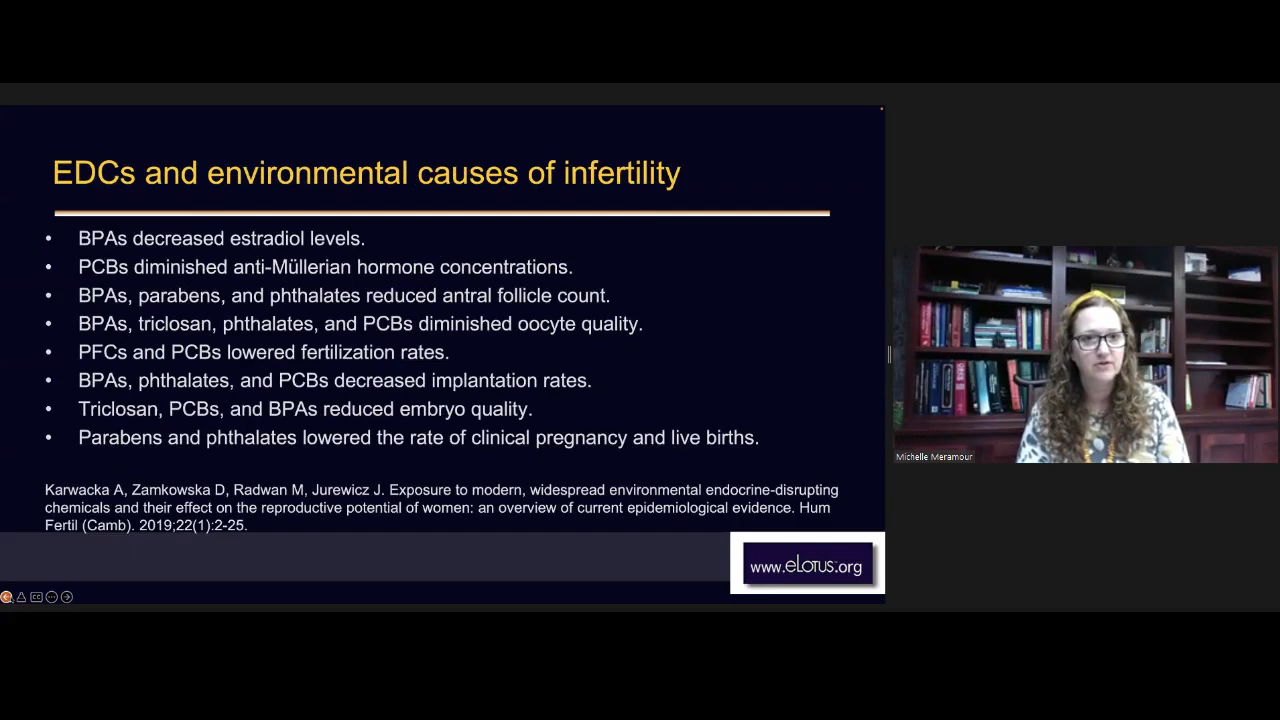 EDCs and environmental causes of infertility
• BPAs decreased estradiol levels.
• PCBs diminished anti-Müllerian hormone concentrations.
• BPAs, parabens, and phthalates reduced antral follicle count.
• BPAs, triclosan, phthalates, and PCBs diminished oocyte quality.
• PFCs and PCBs lowered fertilization rates.
• BPAs, phthalates, and PCBs decreased implantation rates.
• Triclosan, PCBs, and BPAs reduced embryo quality.
• Parabens and phthalates lowered the rate of clinical pregnancy and live births.
Karwacka A, Zamkowska D, Radwan M, Jurewicz J. Exposure to modern, widespread environmental endocrine-disrupting
chemicals and their effect on the reproductive potential of women: an overview of current epidemiological evidence. Hum
Fertil (Camb). 2019;22(1):2-25.
www.eLotus.org
Michelle Meramour